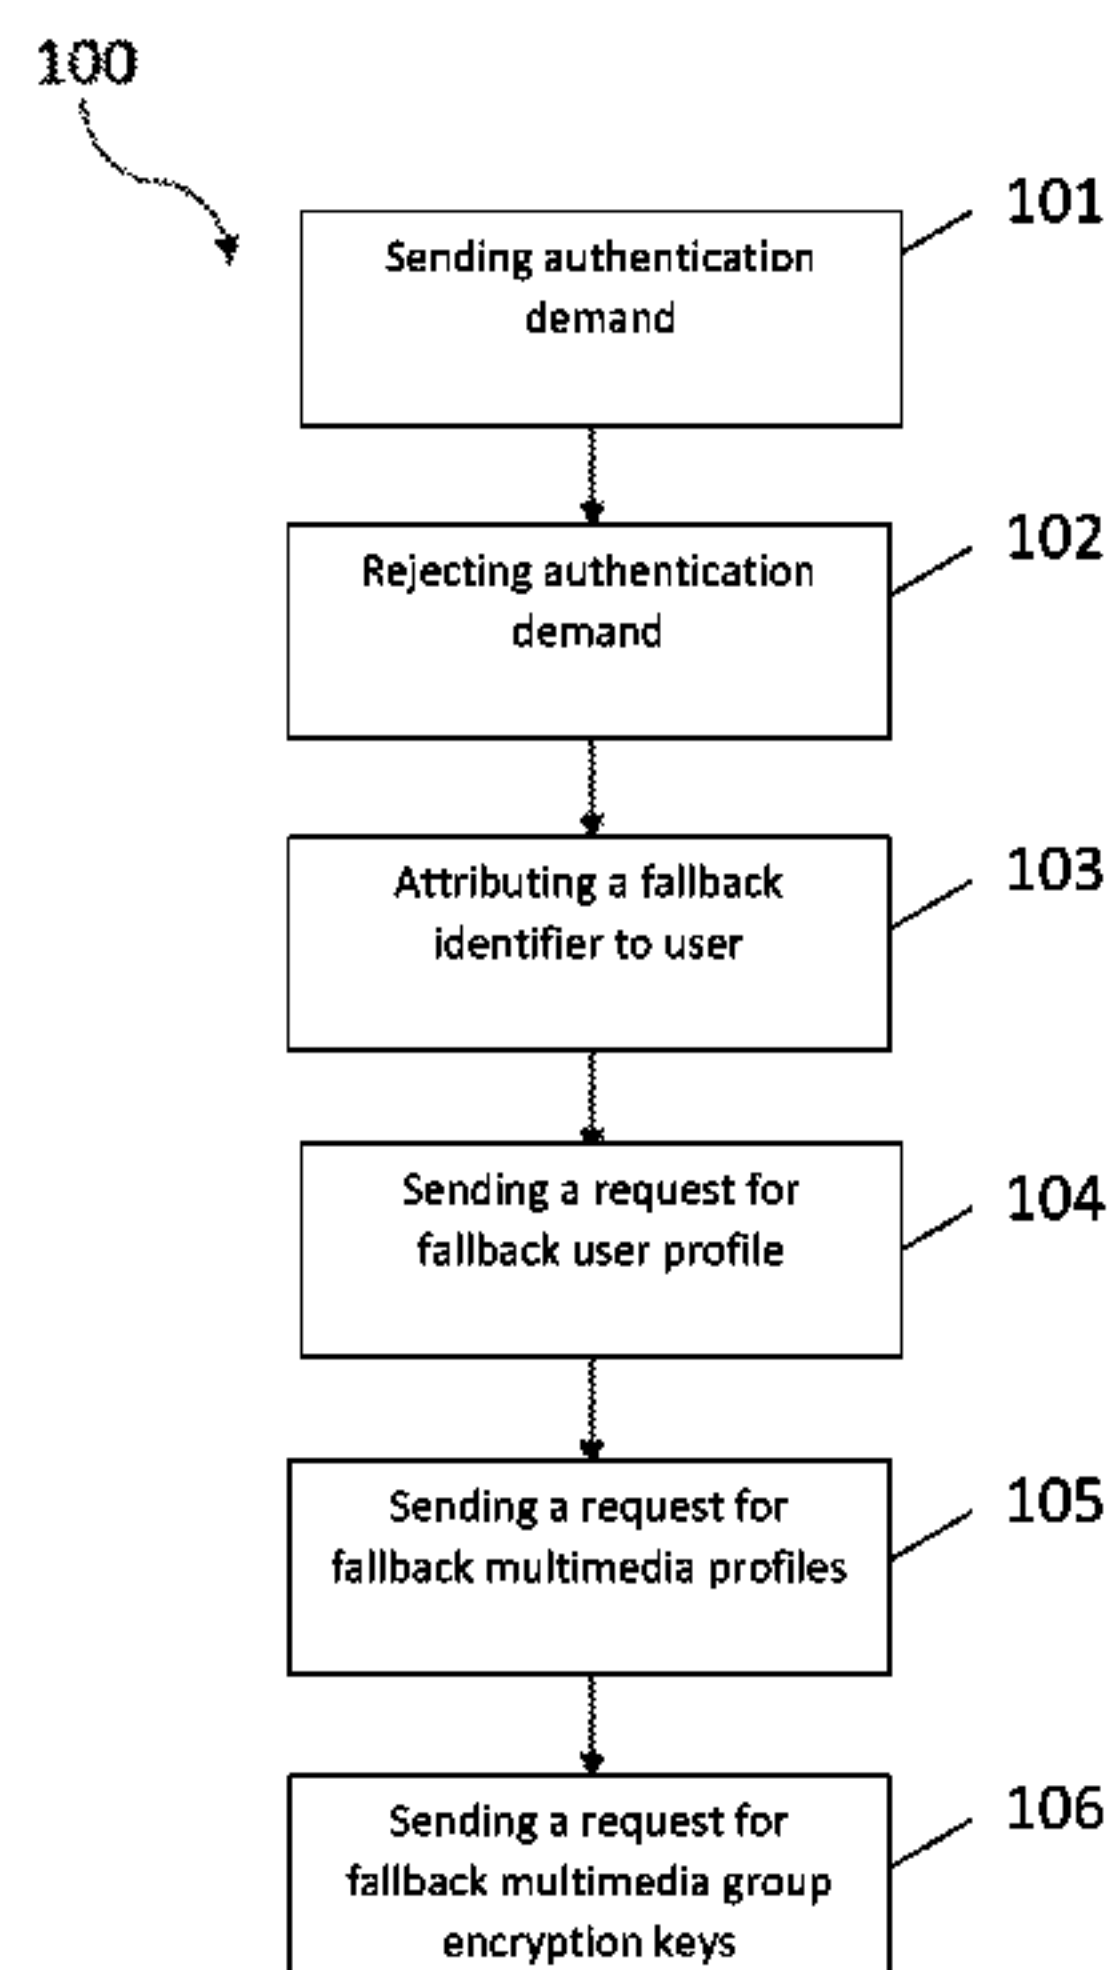 100
101
Sending authentication
demand
102
Rejecting authentication
demand
103
Attributing a fallback
identifier to user
104
Sending a request for
fallback user profile
105
Sending a request for
fallback multimedia profiles
106
Sending a request for
fallback multimedia group
encryption keys